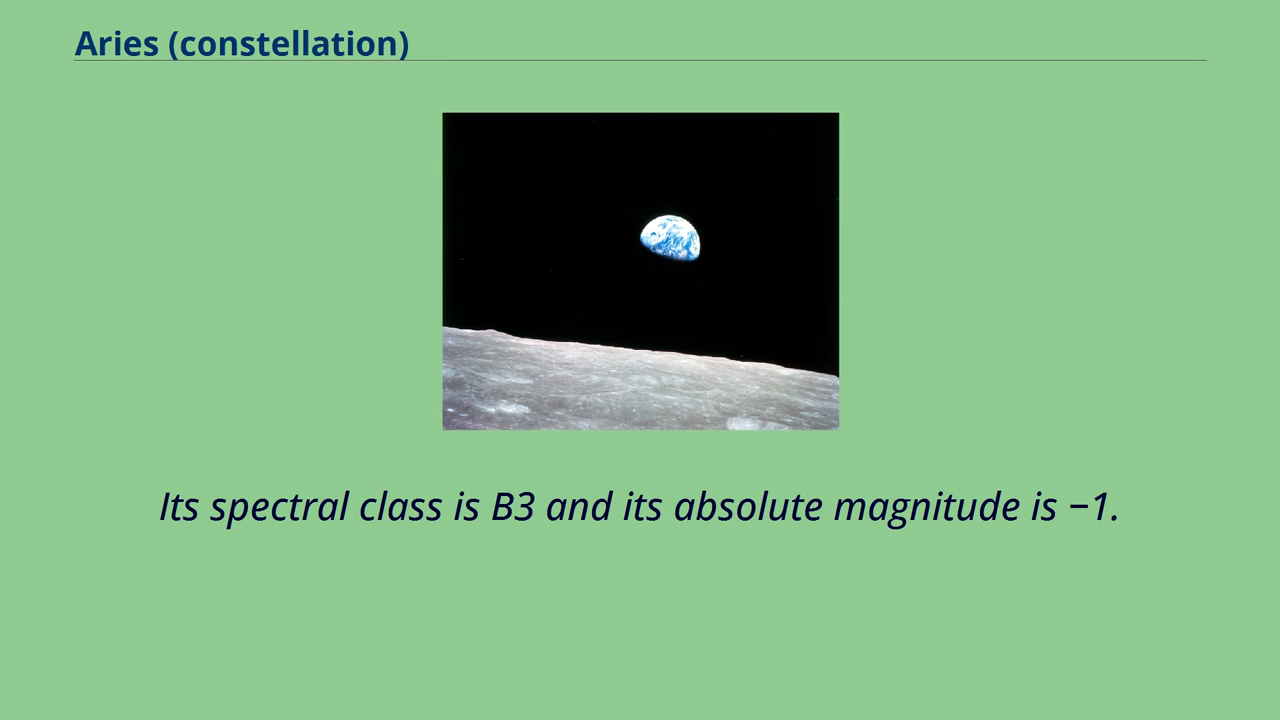 Aries (constellation)
Its spectral class is B3 and its absolute magnitude is −1.